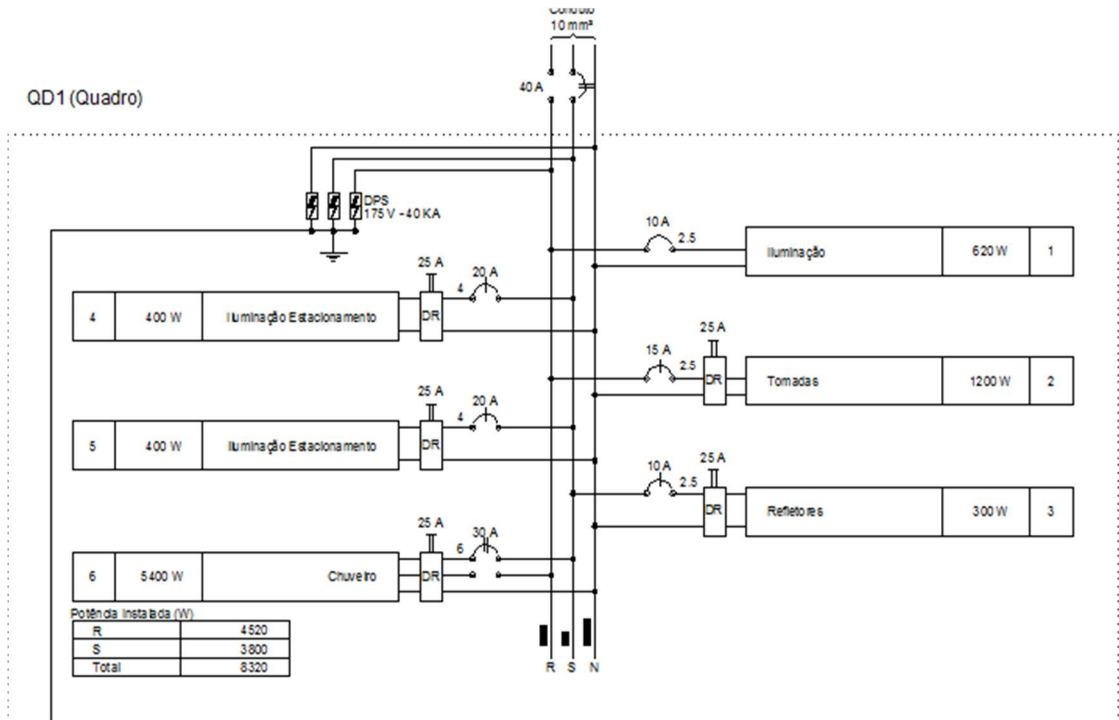 Conduto
10 mm²
40 A
QD1 (Quadro)
DPS
175 V - 40 KA
10 A
2.5
Iluminação 620 W 1
25 A
20 A
4
4 400 W Iluminação Estacionamento
DR
25 A
15 A
2.5
DR
Tomadas 1200 W 2
25 A
20 A
4
5 400 W Iluminação Estacionamento
DR
25 A
10 A
2.5
DR
Refletores 300 W 3
25 A
30 A
6
6 5400 W Chuveiro
DR
Potência Instalada (W)
R 4520
S 3800
Total 8320
R S N